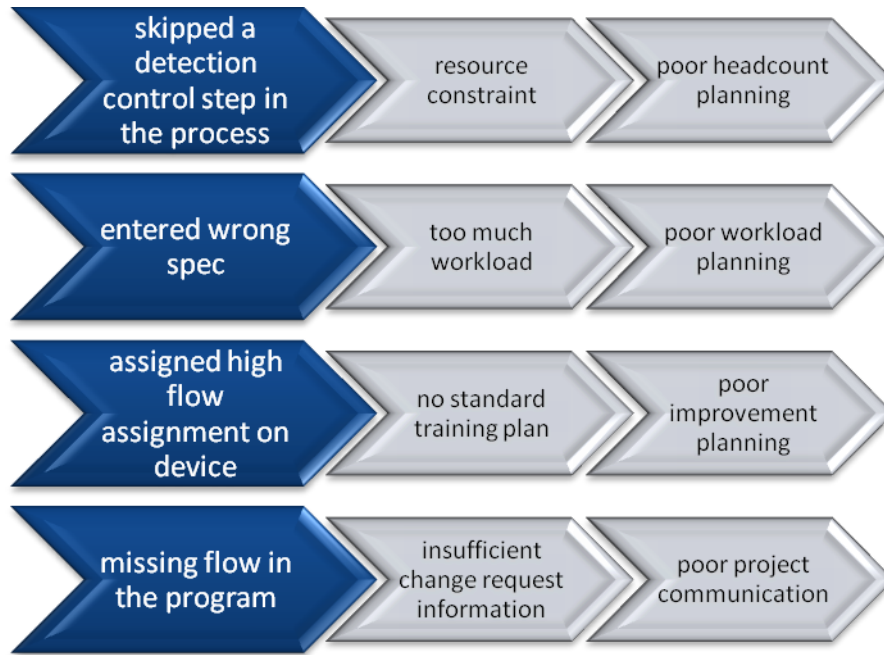 skipped a
detection
control step in
the process
resource
constraint
poor headcount
planning
entered wrong
spec
too much
workload
poor workload
planning
assigned high
flow
assignment on
device
no standard
training plan
poor
improvement
planning
missing flow in
the program
insufficient
change request
information
poor project
communication